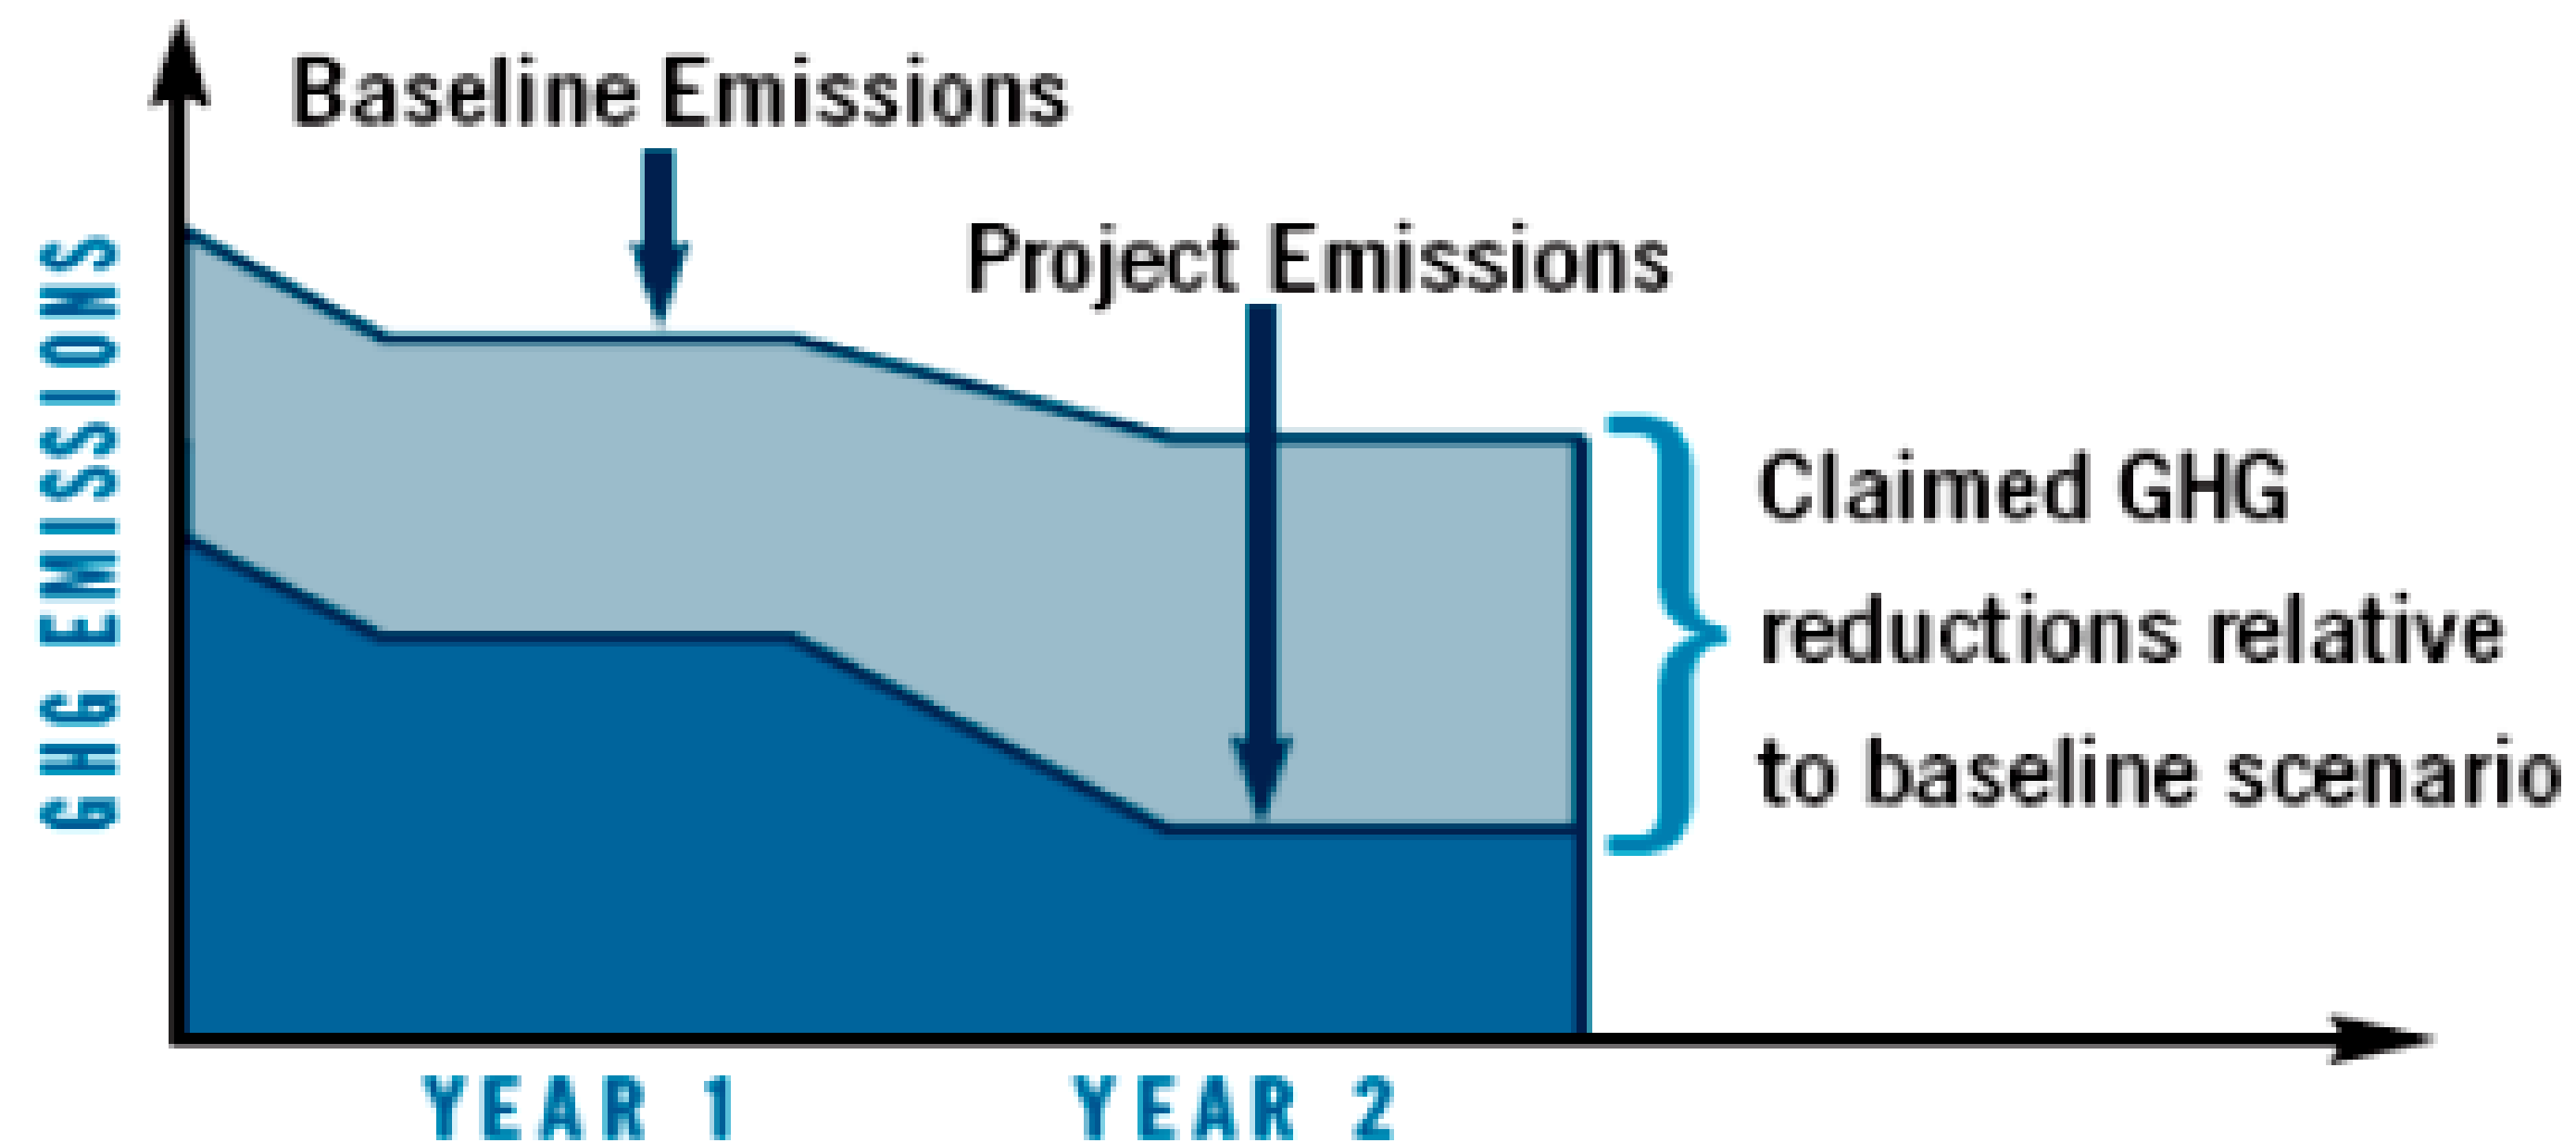 Baseline Emissions
Project Emissions
GHG EMISSIONS
Claimed GHG
reductions relative
to baseline scenario
YEAR 1
YEAR 2